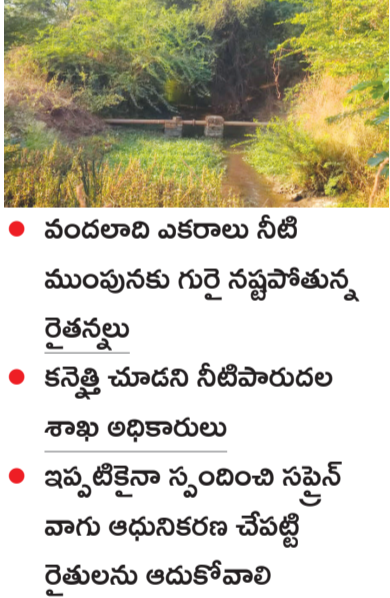 వందలాది ఎకరాలు నీటి
ముంపునకు గురై నష్టపోతున్న
రైతన్నలు
కన్నెత్తి చూడని నీటిపారుదల
శాఖ అధికారులు
ఇప్పటికైనా స్పందించి సప్లైన్
వాగు ఆధునికరణ చేపట్టి
రైతులను ఆదుకోవాలి